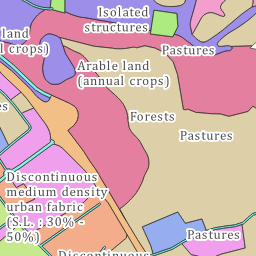 Isolated
structures
land
l crops)
Pastures
Arable land
(annual crops)
es
Forests
Pastures
Discontinuous
medium density
urban fabric
(S.L. : 30% -
50%)
Pastures
Discontinuous